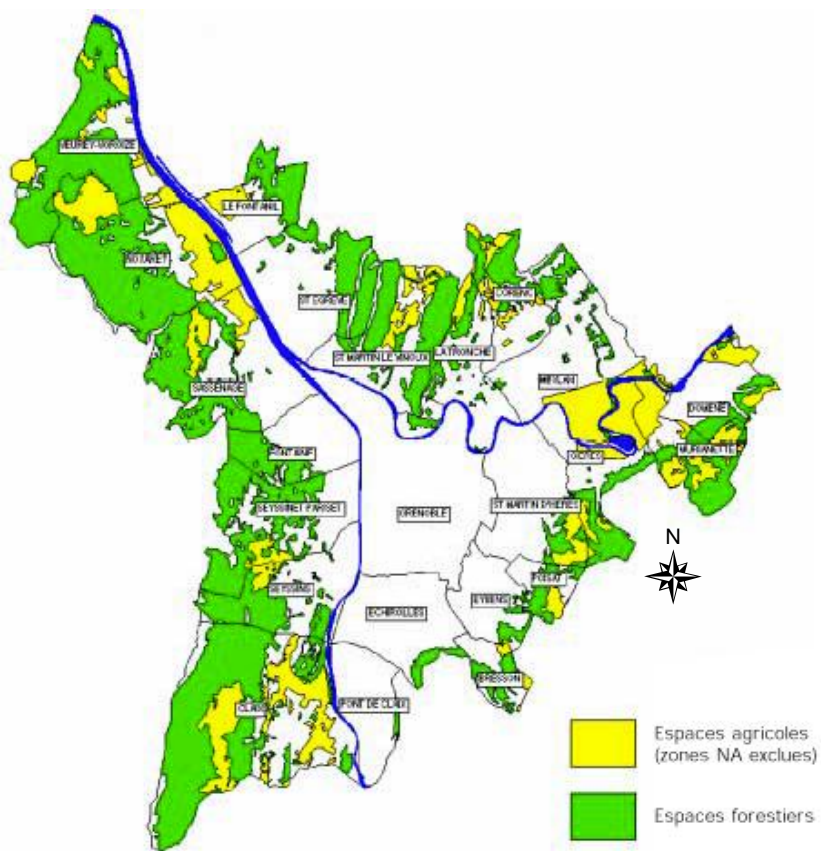 VEUREY-VOROIZE
LE FONTANIL
NOYAREY
ST EGREVE
CORENC
ST MARTIN LE VINOUX
LA TRONCHE
MEYLAN
SASSENAGE
DOMENE
MURIANETTE
FONTAINE
GIERES
SEYSSINET PARISET
GRENOBLE
ST MARTIN D'HERES
N
POISAT
SEYSSINS
EYBENS
ECHIROLLES
BRESSON
CLAIX
PONT DE CLAIX
Espaces agricoles
(zones NA exclues)
Espaces forestiers